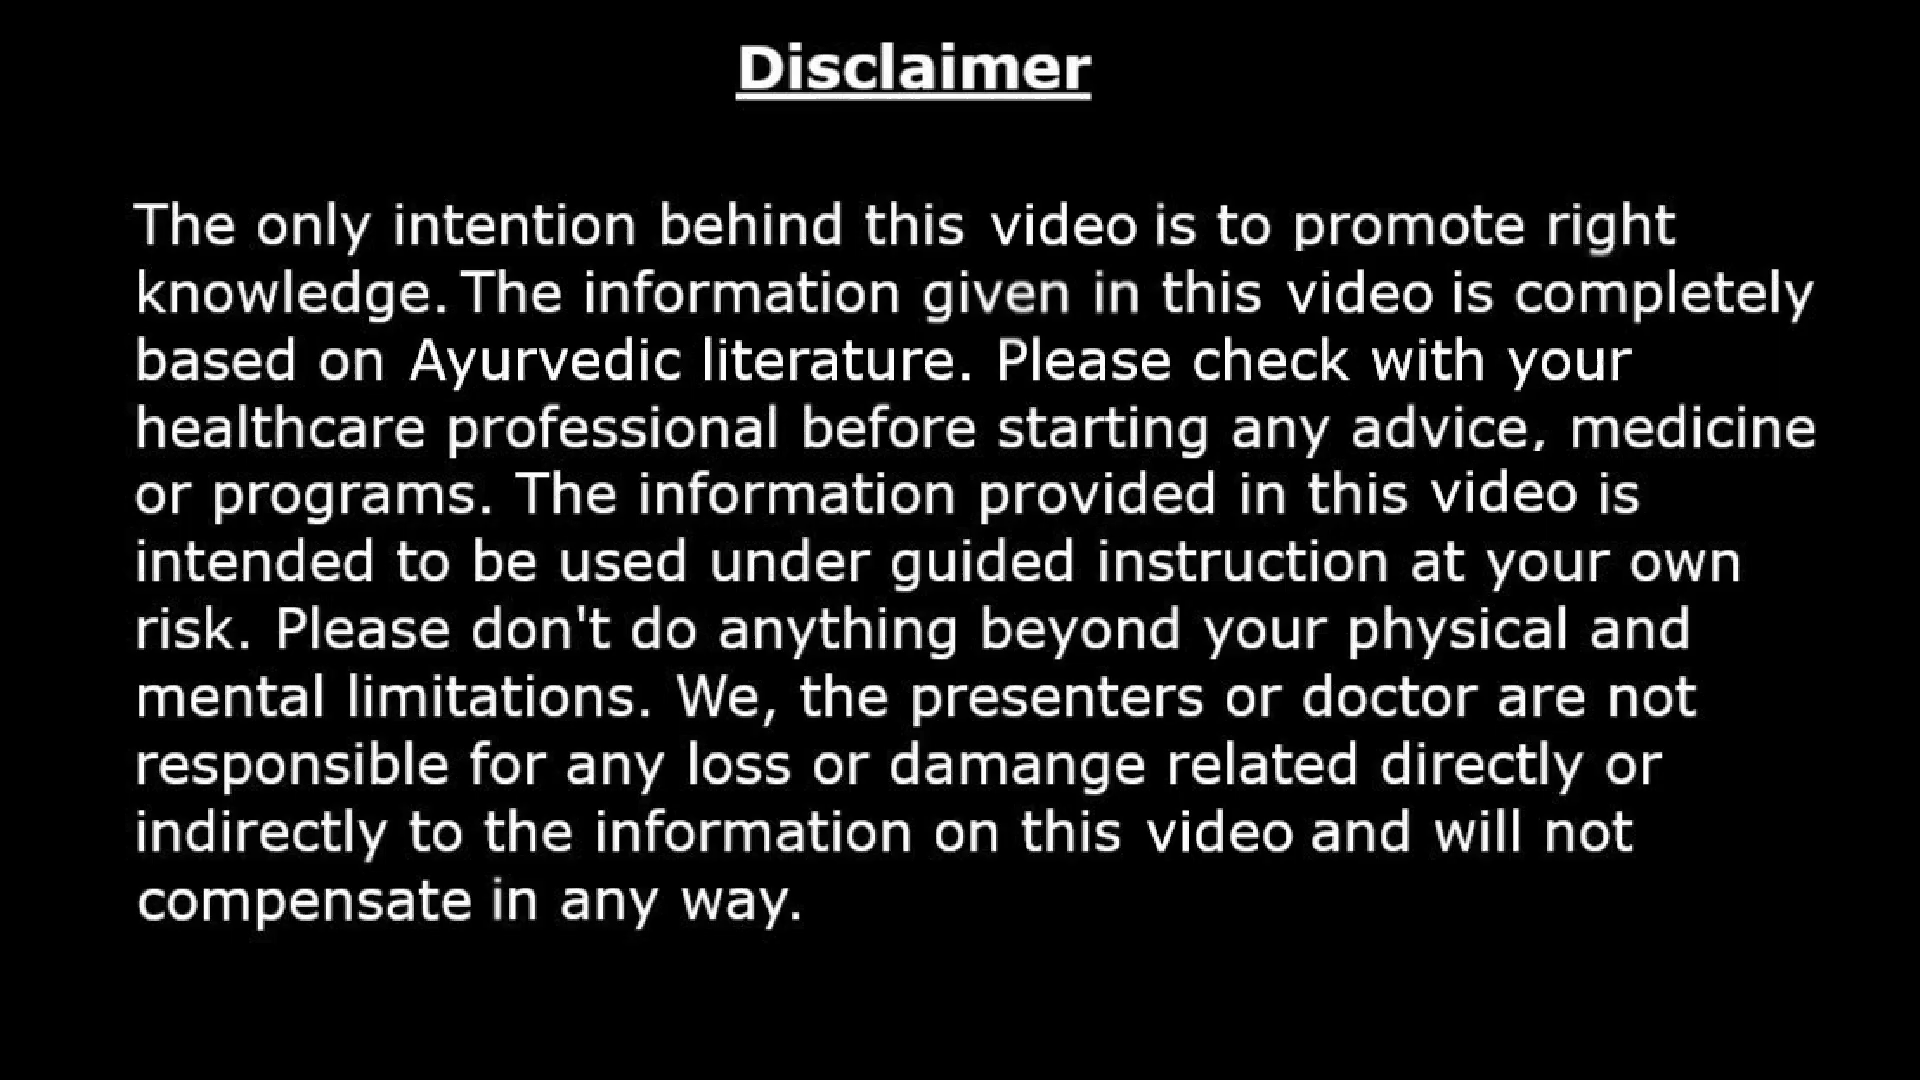 Disclaimer
The only intention behind this video is to promote right
knowledge. The information given in this video is completely
based on Ayurvedic literature. Please check with your
healthcare professional before starting any advice, medicine
or programs. The information provided in this video is
intended to be used under guided instruction at your own
risk. Please don't do anything beyond your physical and
mental limitations. We, the presenters or doctor are not
responsible for any loss or damange related directly or
indirectly to the information on this video and will not
compensate in any way.